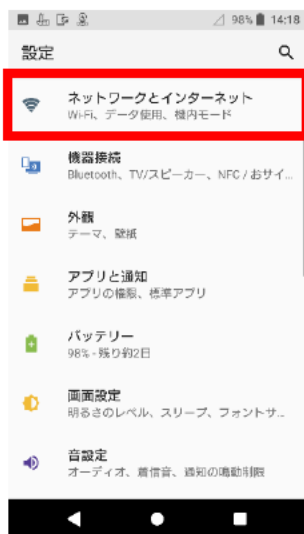 98% 14:18
設定
ネットワークとインターネット
Wi-Fi、データ使用、機内モード
機器接続
Bluetooth、TV/スピーカー、NFC / おサイ...
外観
テーマ、壁紙
アプリと通知
アプリの権限、標準アプリ
バッテリー
98% - 残り約2日
画面設定
明るさのレベル、スリープ、フォントサ...
音設定
オーディオ、着信音、通知の鳴動制限